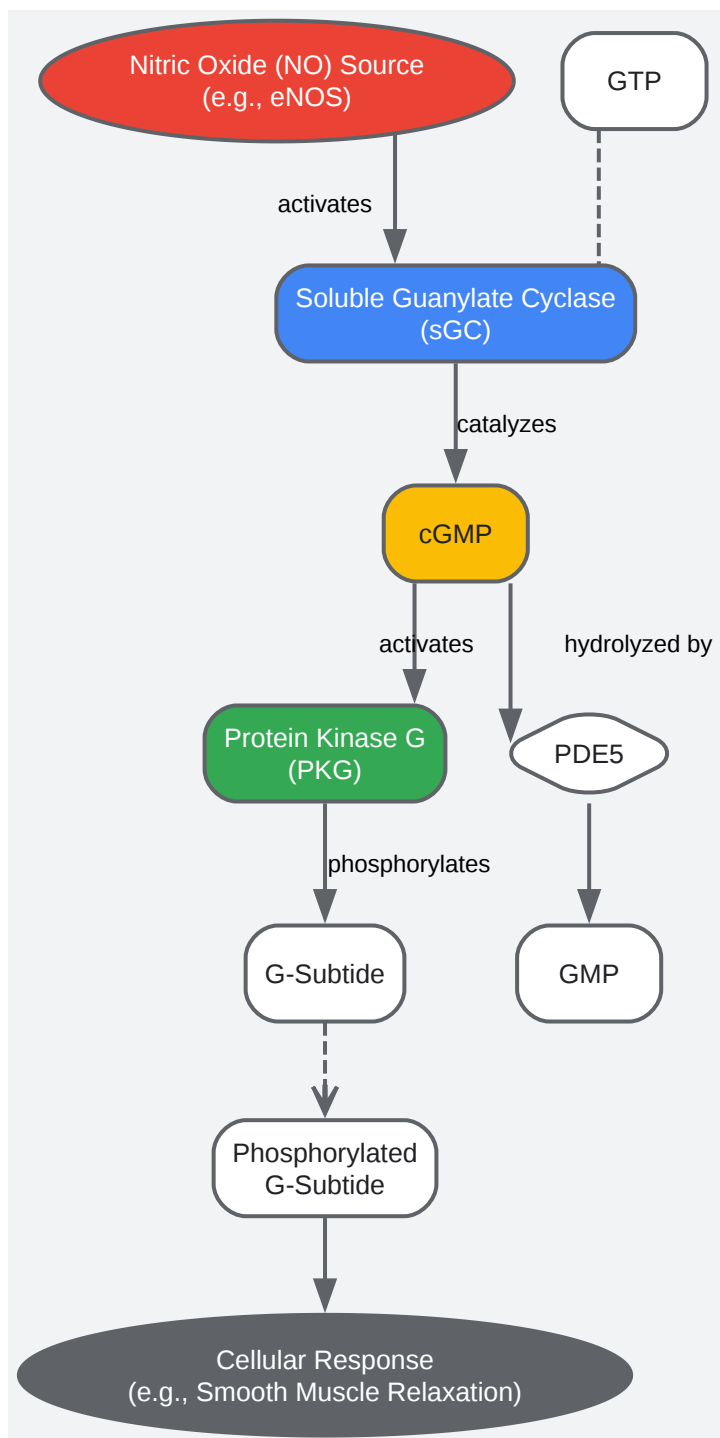 Nitric Oxide (NO) Source
(e.g., eNOS)
GTP
activates
Soluble Guanylate Cyclase
(sGC)
catalyzes
cGMP
activates
hydrolyzed by
Protein Kinase G
(PKG)
PDE5
phosphorylates
G-Subtide
GMP
Phosphorylated
G-Subtide
Cellular Response
(e.g., Smooth Muscle Relaxation)